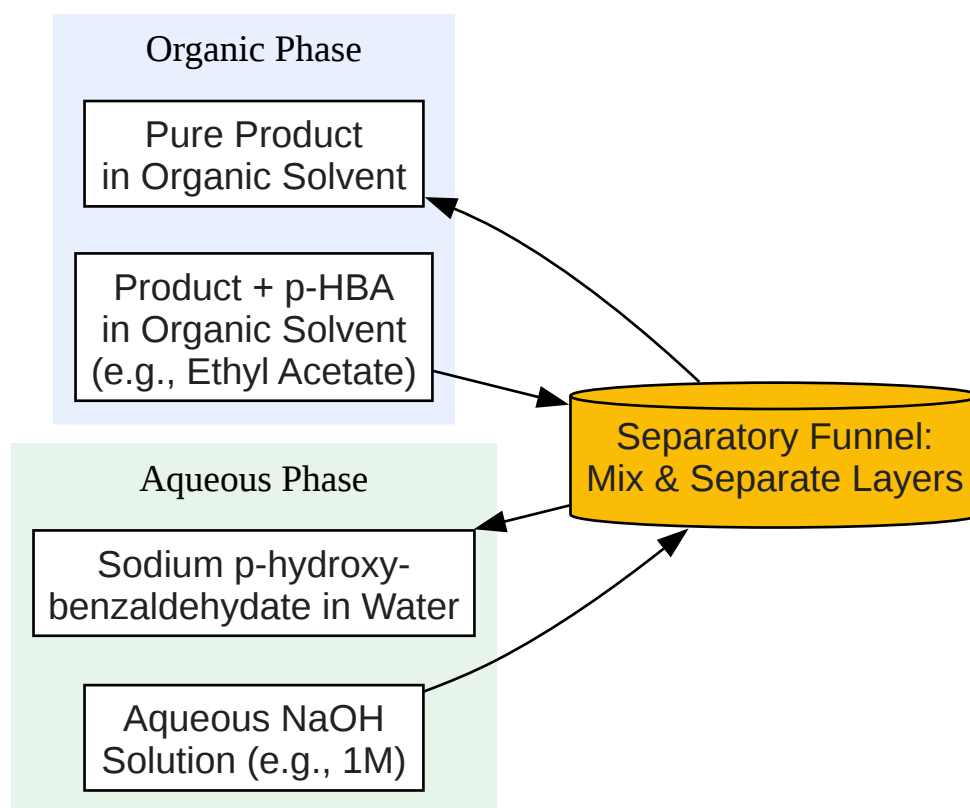 Organic Phase
Pure Product
in Organic Solvent
Product + p-HBA
in Organic Solvent
(e.g., Ethyl Acetate)
Separatory Funnel:
Mix & Separate Layers
Aqueous Phase
Sodium p-hydroxy-
benzaldehydate in Water
Aqueous NaOH
Solution (e.g., 1M)